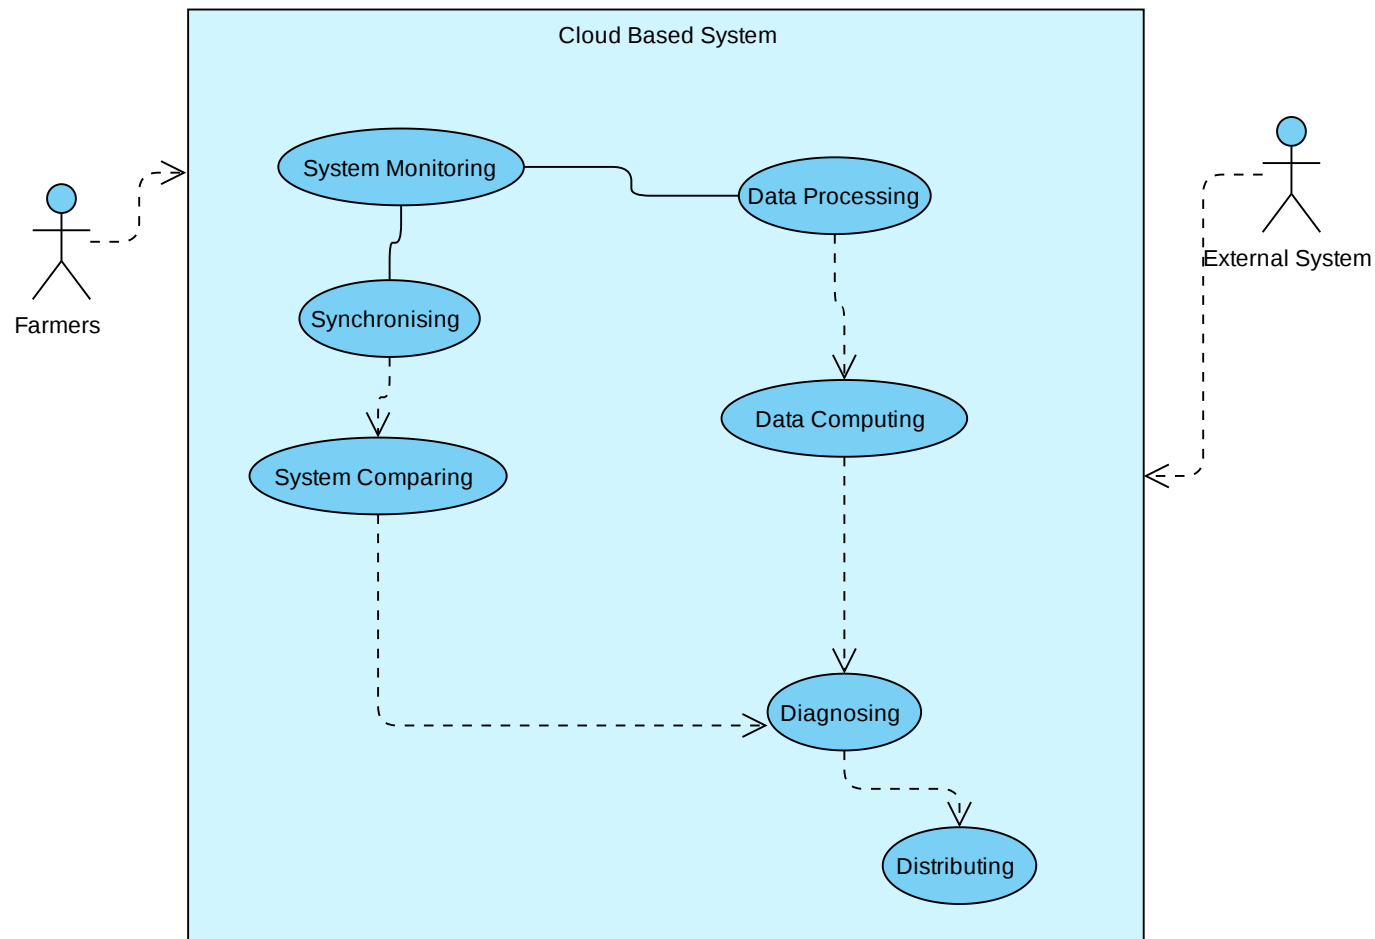 Cloud Based System
System Monitoring
Data Processing
External System
Farmers
Synchronising
Data Computing
System Comparing
Diagnosing
Distributing